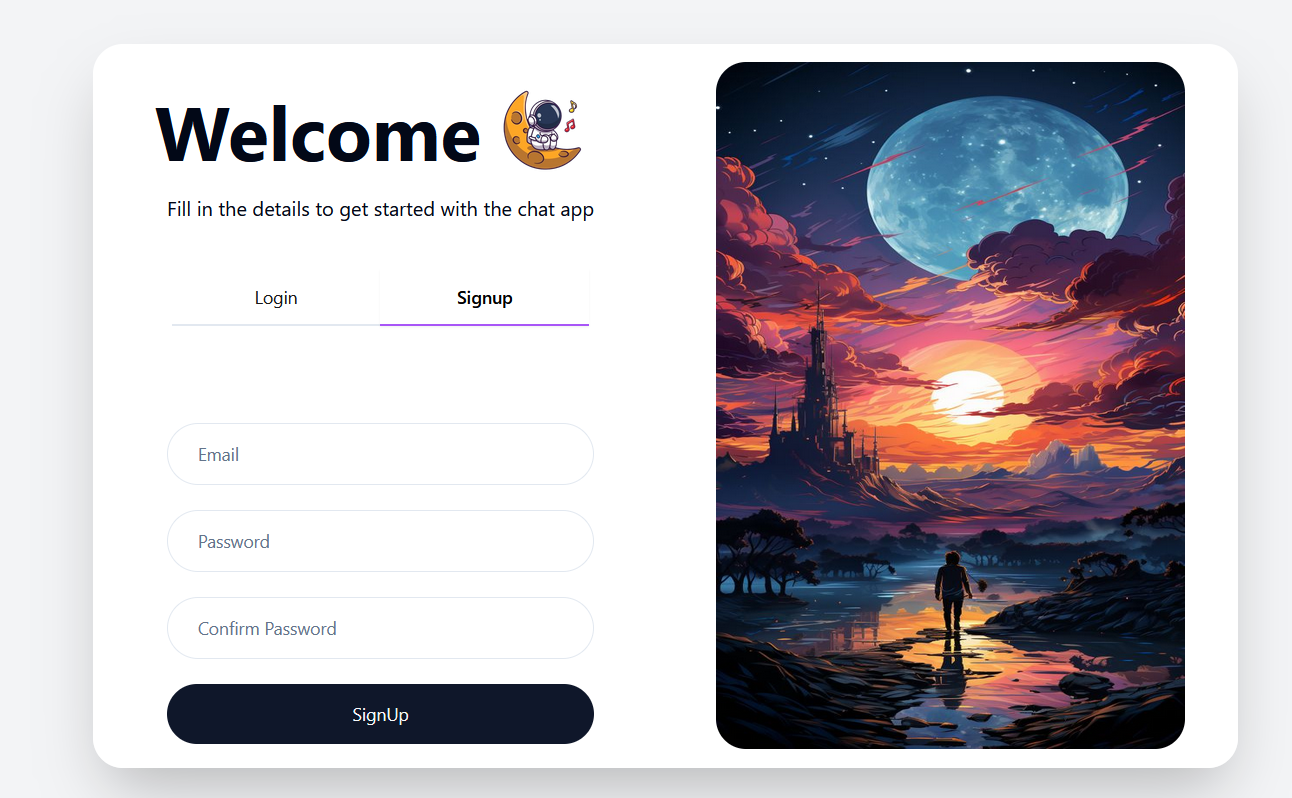 Welcome
Fill in the details to get started with the chat app
Login
Signup
Email
Password
Confirm Password
SignUp